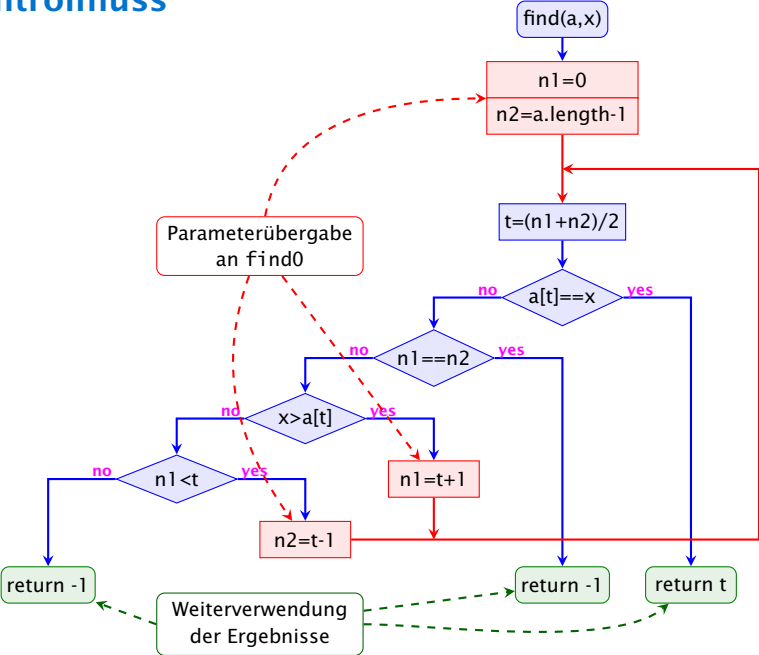 find(a,x)
n1=0
n2=a.length-1
t=(n1+n2)/2
Parameterübergabe
an find0
a[t]==x
no
yes
n1==n2
no
yes
x>a[t]
no
yes
n1<t
no
yes
n1=t+1
n2=t-1
return -1
return -1
return t
Weiterverwendung
der Ergebnisse